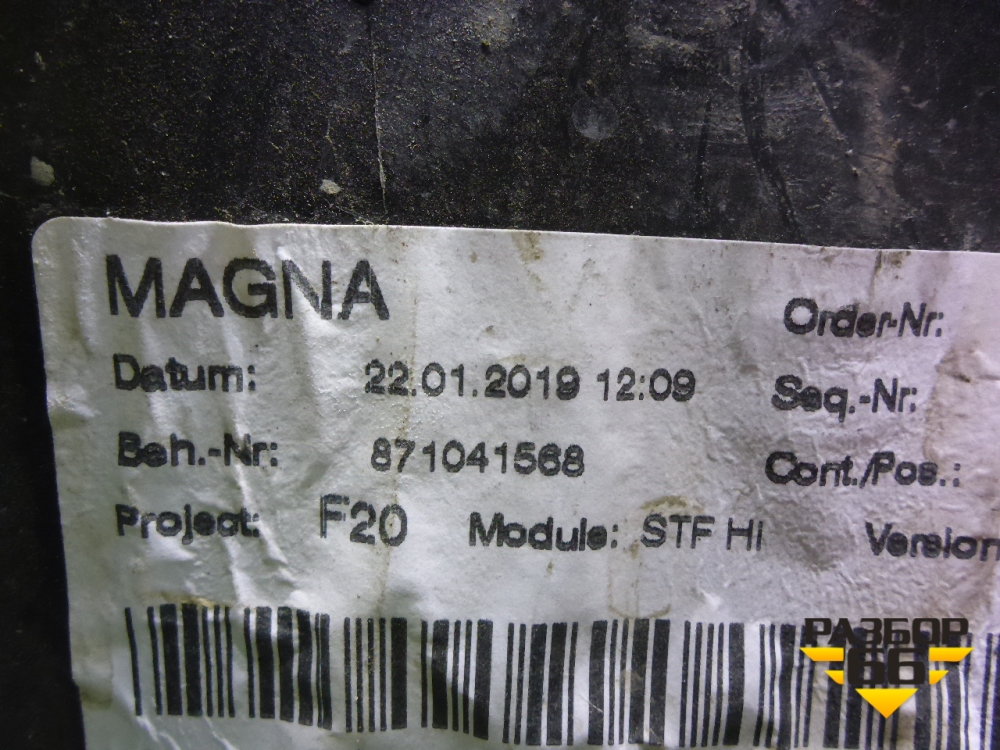 MAGNA
Order-Nr:
Datum: 22.01.2019 12:09 Seq.-Nr:
Beh.-Nr: 871041568 Cont./Pos.:
Project: F20 Module: STF Hi Version
РАЗБОР
66